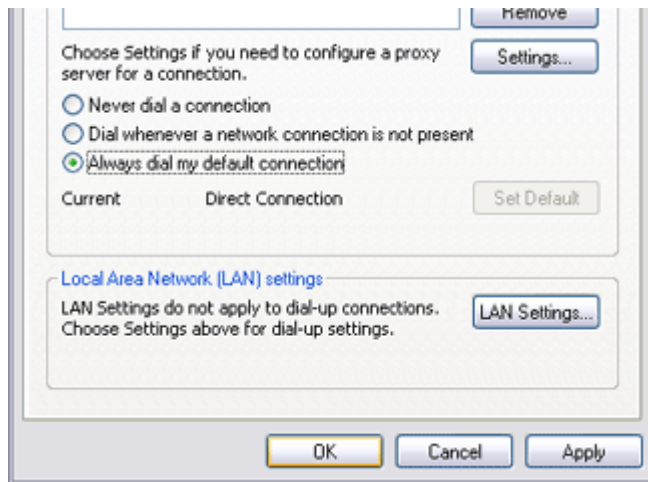 Remove
Choose Settings if you need to configure a proxy
server for a connection.
Settings...
Never dial a connection
Dial whenever a network connection is not present
Always dial my default connection
Current Direct Connection Set Default
Local Area Network (LAN) settings
LAN Settings do not apply to dial-up connections.
Choose Settings above for dial-up settings.
LAN Settings...
OK Cancel Apply